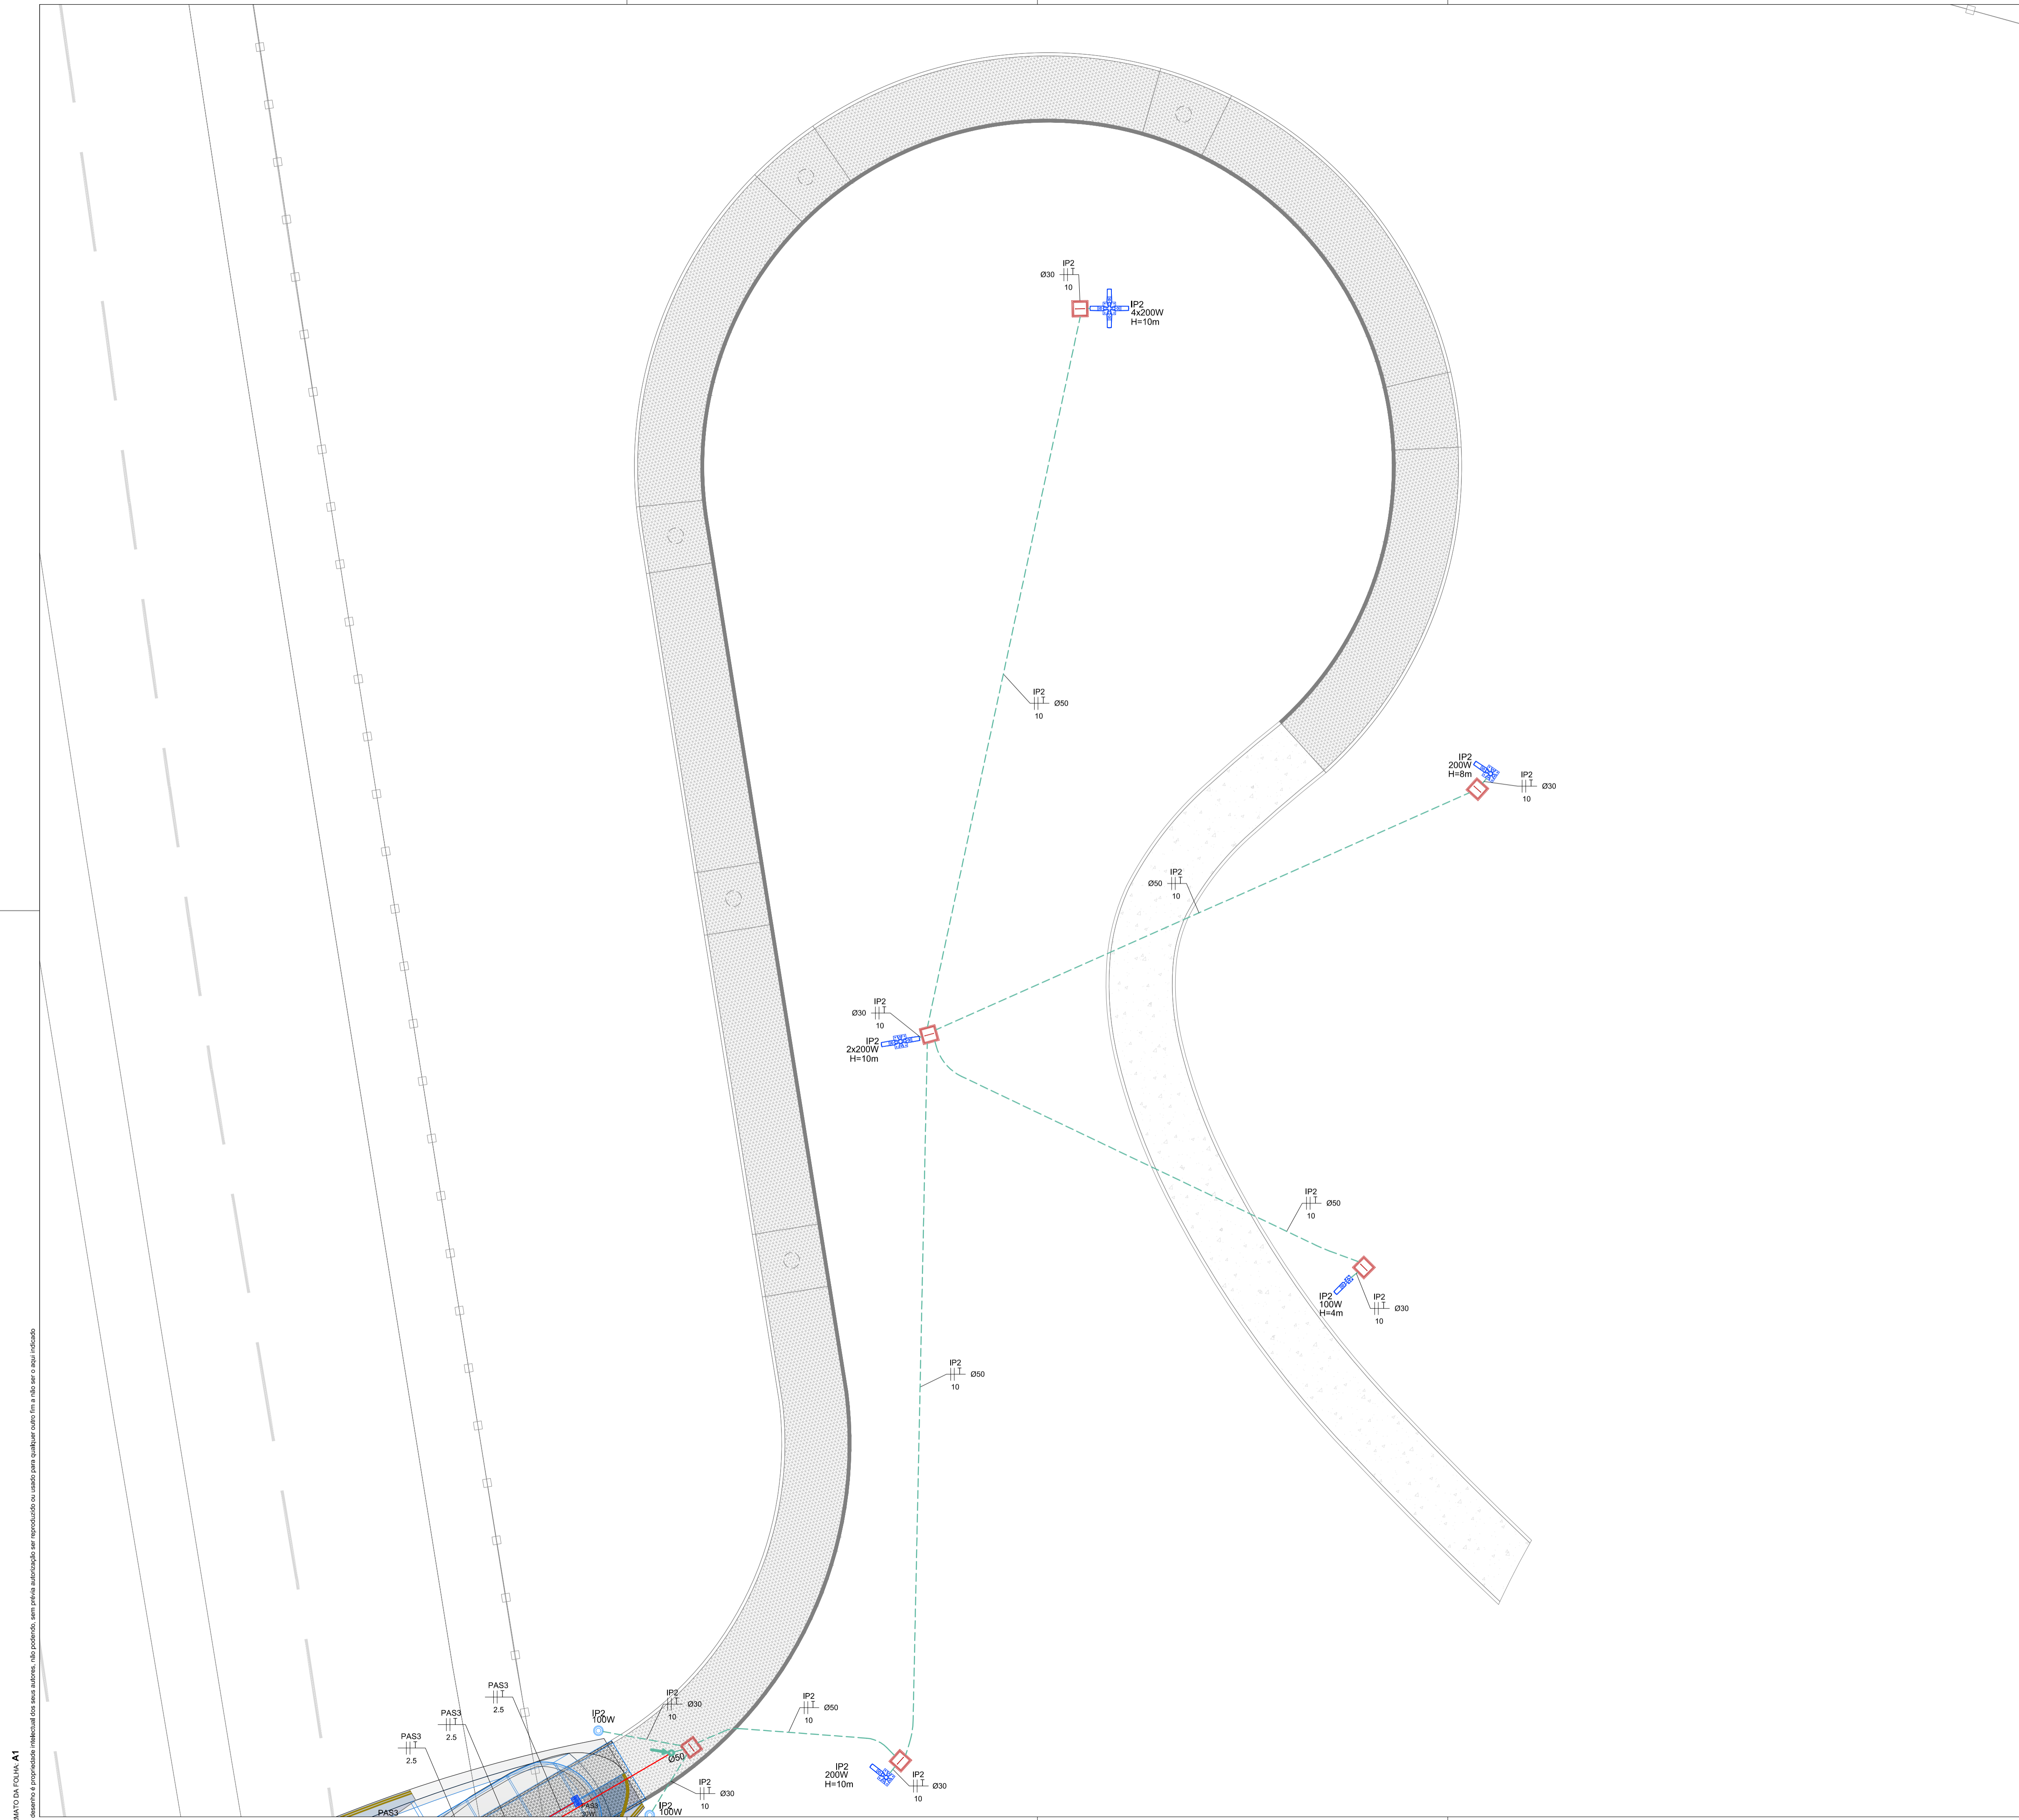 IP2
Ø30
10
IP2
4x200W
H=10m
IP2
Ø50
10
IP2
200W
H=8m
IP2
Ø30
10
IP2
Ø50
10
IP2
Ø30
10
IP2
2x200W
H=10m
IP2
Ø50
10
IP2
100W
H=4m
IP2
Ø30
10
IP2
Ø50
10
PAS3
2.5
PAS3
2.5
PAS3
2.5
IP2
100W
IP2
Ø30
10
IP2
Ø50
10
Ø50
IP2
200W
H=10m
IP2
Ø30
10
IP2
Ø30
10
IP2
100W
PAS3
30W
PAS3
MATO DA FOLHA: A1
desenho é propriedade intelectual dos seus autores, não podendo, sem prévia autorização ser reproduzido ou usado para qualquer outro fim a não ser o aqui indicado